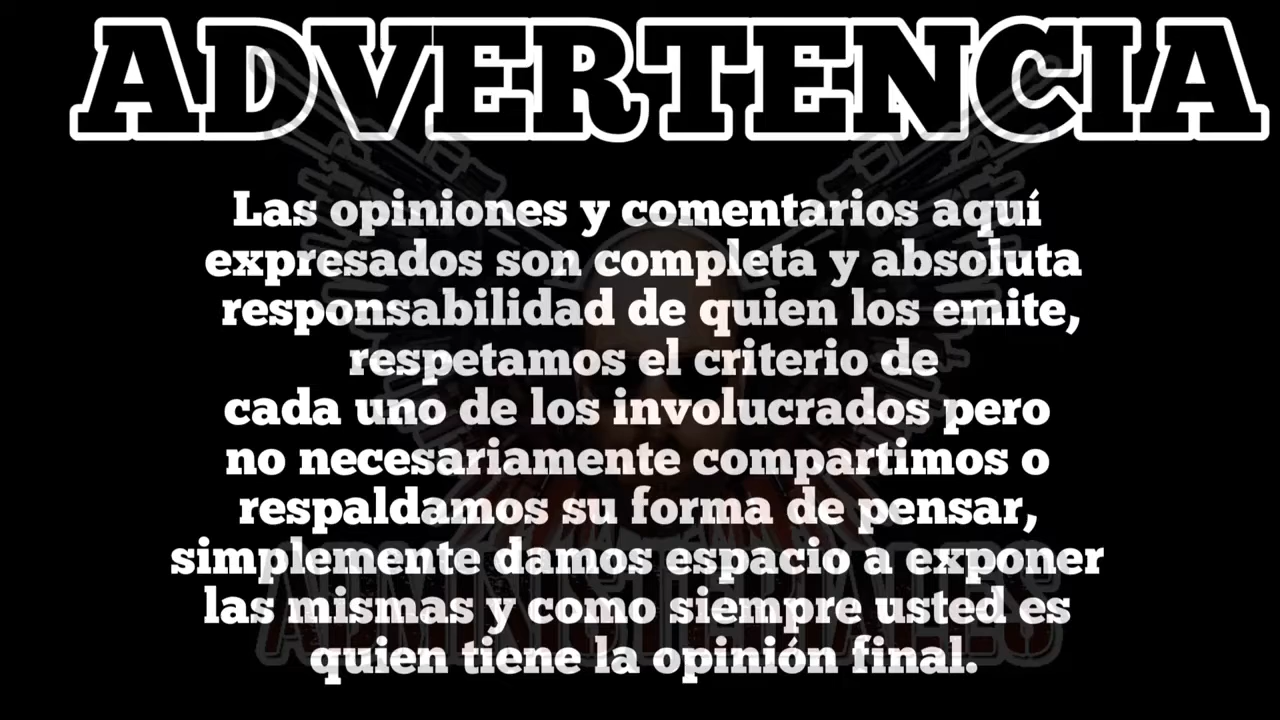 ADVERTENCIA
Las opiniones y comentarios aquí
expresados son completa y absoluta
responsabilidad de quien los emite,
respetamos el criterio de
cada uno de los involucrados pero
no necesariamente compartimos o
respaldamos su forma de pensar,
simplemente damos espacio a exponer
las mismas y como siempre usted es
quien tiene la opinión final.